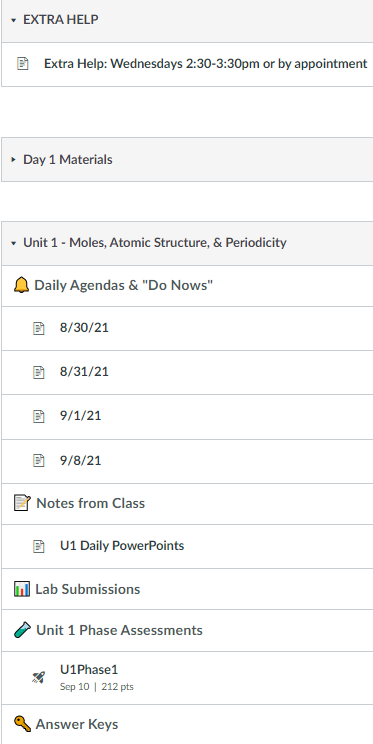 EXTRA HELP
Extra Help: Wednesdays 2:30-3:30pm or by appointment
Day 1 Materials
Unit 1 - Moles, Atomic Structure, & Periodicity
Daily Agendas & "Do Nows"
8/30/21
8/31/21
9/1/21
9/8/21
Notes from Class
U1 Daily PowerPoints
Lab Submissions
Unit 1 Phase Assessments
U1Phase1
Sep 10 | 212 pts
Answer Keys